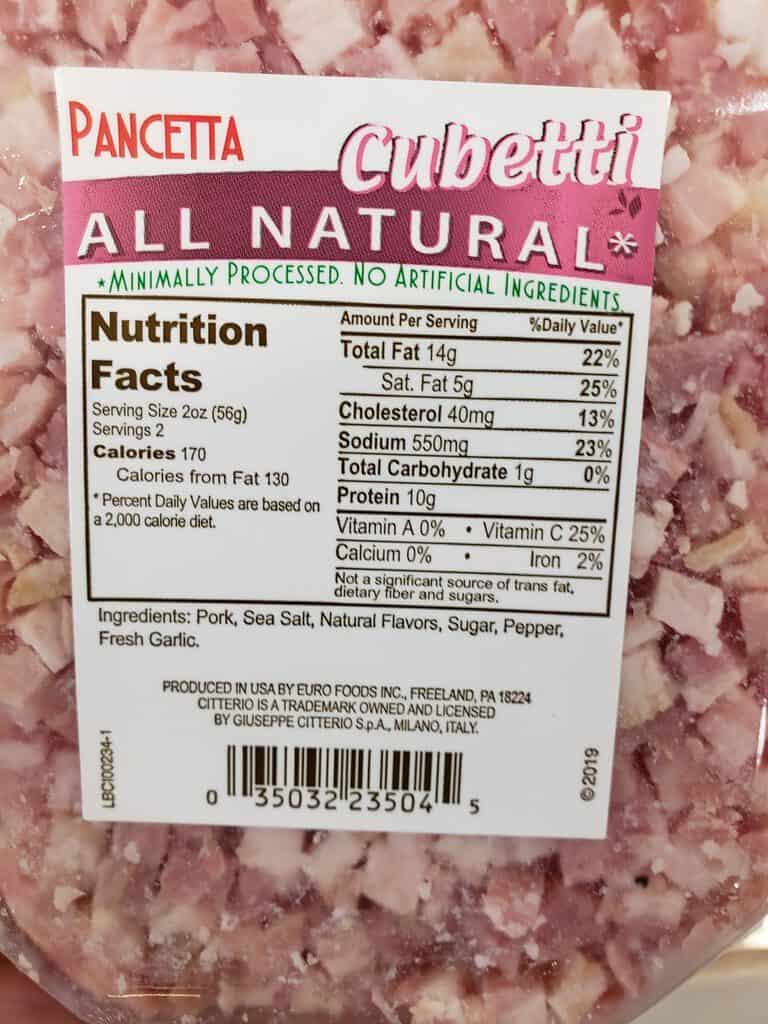 PANCETTA
Cubetti
ALL NATURAL*
*MINIMALLY PROCESSED. NO ARTIFICIAL INGREDIENTS.
Nutrition
Facts
Serving Size 2oz (56g)
Servings 2
Calories 170
Calories from Fat 130
* Percent Daily Values are based on
a 2,000 calorie diet.
Amount Per Serving %Daily Value*
Total Fat 14g 22%
Sat. Fat 5g 25%
Cholesterol 40mg 13%
Sodium 550mg 23%
Total Carbohydrate 1g 0%
Protein 10g
Vitamin A 0% • Vitamin C 25%
Calcium 0% • Iron 2%
Not a significant source of trans fat,
dietary fiber and sugars.
Ingredients: Pork, Sea Salt, Natural Flavors, Sugar, Pepper,
Fresh Garlic.
PRODUCED IN USA BY EURO FOODS INC., FREELAND, PA 18224
CITTERIO IS A TRADEMARK OWNED AND LICENSED
BY GIUSEPPE CITTERIO S.p.A., MILANO, ITALY.
LBCI00234-1
0 35032 23504 5
©2019